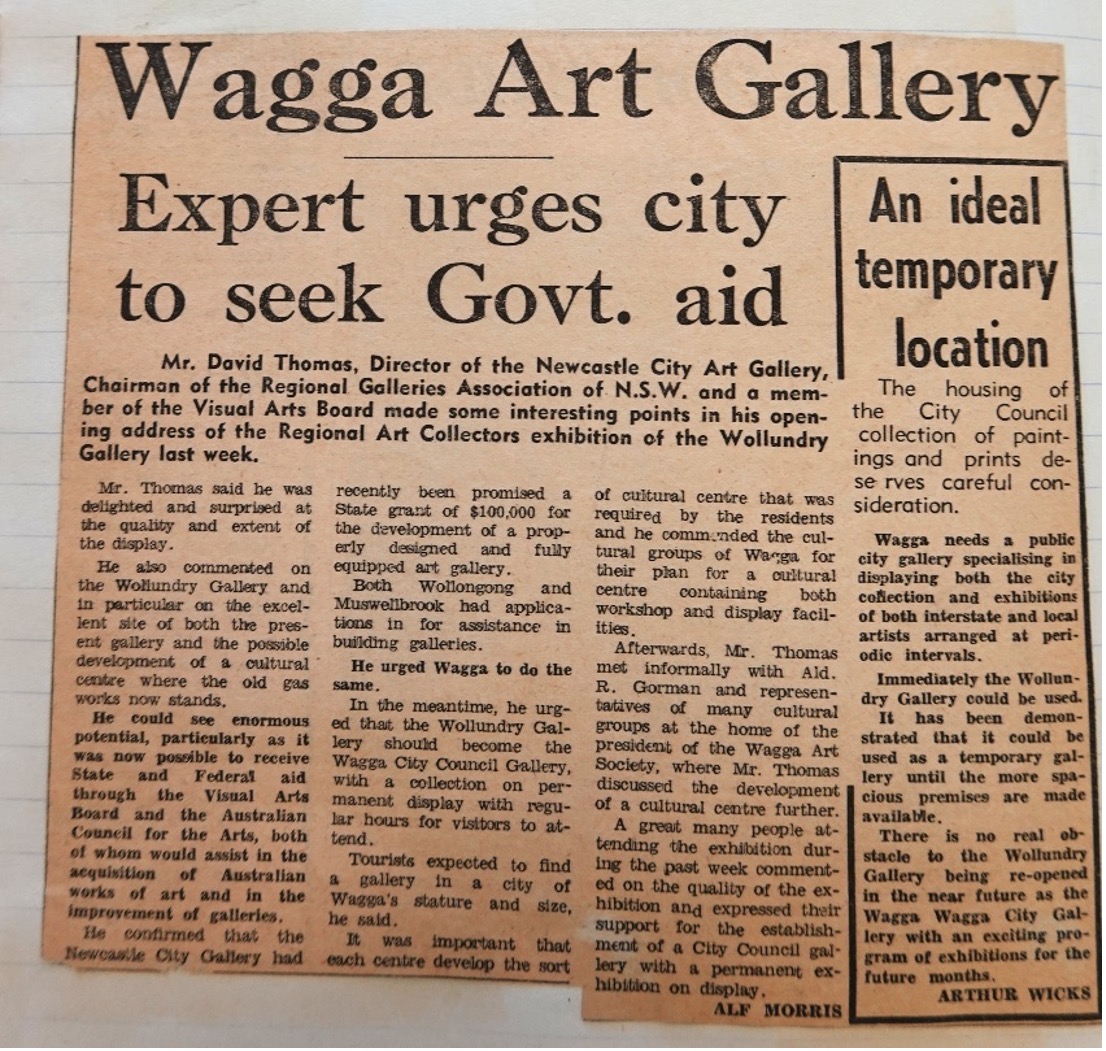 Wagga Art Gallery
Expert urges city
to seek Govt. aid
Mr. David Thomas, Director of the Newcastle City Art Gallery,
Chairman of the Regional Galleries Association of N.S.W. and a mem-
ber of the Visual Arts Board made some interesting points in his open-
ing address of the Regional Art Collectors exhibition of the Wollundry
Gallery last week.
Mr. Thomas said he was
delighted and surprised at
the quality and extent of
the display.
He also commented on
the Wollundry Gallery and
in particular on the excel-
lent site of both the pres-
ent gallery and the possible
development of a cultural
centre where the old gas
works now stands.
He could see enormous
potential, particularly as it
was now possible to receive
State and Federal aid
through the Visual Arts
Board and the Australian
Council for the Arts, both
of whom would assist in the
acquisition of Australian
works of art and in the
improvement of galleries.
He confirmed that the
Newcastle City Gallery had
recently been promised a
State grant of $100,000 for
the development of a prop-
erly designed and fully
equipped art gallery.
Both Wollongong and
Muswellbrook had applica-
tions in for assistance in
building galleries.
He urged Wagga to do the
same.
In the meantime, he urg-
ed that the Wollundry Gal-
lery should become the
Wagga City Council Gallery,
with a collection on per-
manent display with regu-
lar hours for visitors to at-
tend.
Tourists expected to find
a gallery in a city of
Wagga's stature and size,
he said.
It was important that
each centre develop the sort
of cultural centre that was
required by the residents
and he commended the cul-
tural groups of Wagga for
their plan for a cultural
centre containing both
workshop and display facil-
ities.
Afterwards, Mr. Thomas
met informally with Ald.
R. Gorman and represen-
tatives of many cultural
groups at the home of the
president of the Wagga Art
Society, where Mr. Thomas
discussed the development
of a cultural centre further.
A great many people at-
tending the exhibition dur-
ing the past week comment-
ed on the quality of the ex-
hibition and expressed their
support for the establish-
ment of a City Council gal-
lery with a permanent ex-
hibition on display.
ALF MORRIS
An ideal
temporary
location
The housing of
the City Council
collection of paint-
ings and prints de-
se rves careful con-
sideration.
Wagga needs a public
city gallery specialising in
displaying both the city
collection and exhibitions
of both interstate and local
artists arranged at peri-
odic intervals.
Immediately the Wollun-
dry Gallery could be used.
It has been demon-
strated that it could be
used as a temporary gal-
lery until the more spa-
cious premises are made
available.
There is no real ob-
stacle to the Wollundry
Gallery being re-opened
in the near future as the
Wagga Wagga City Gal-
lery with an exciting pro-
gram of exhibitions for the
future months.
ARTHUR WICKS